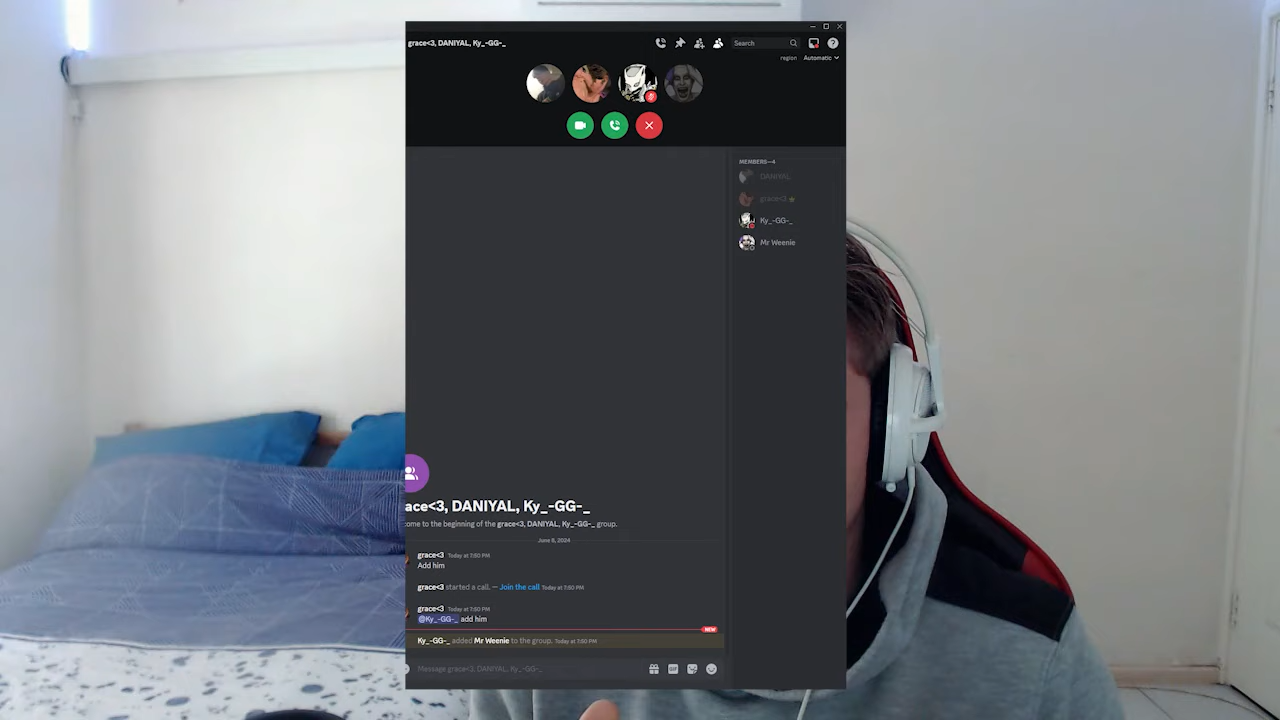 grace<3, DANIYAL, Ky_-GG-_
Search
region Automatic
MEMBERS—4
DANIYAL
grace<3
Ky_-GG-_
Mr Weenie
ace<3, DANIYAL, Ky_-GG-_
ome to the beginning of the grace<3, DANIYAL, Ky_-GG-_ group.
June 8, 2024
grace<3 Today at 7:50 PM
Add him
grace<3 started a call. — Join the call Today at 7:50 PM
grace<3 Today at 7:50 PM
@Ky_-GG-_ add him
NEW
Ky_-GG-_ added Mr Weenie to the group. Today at 7:50 PM
Message grace<3, DANIYAL, Ky_-GG-_
GIF